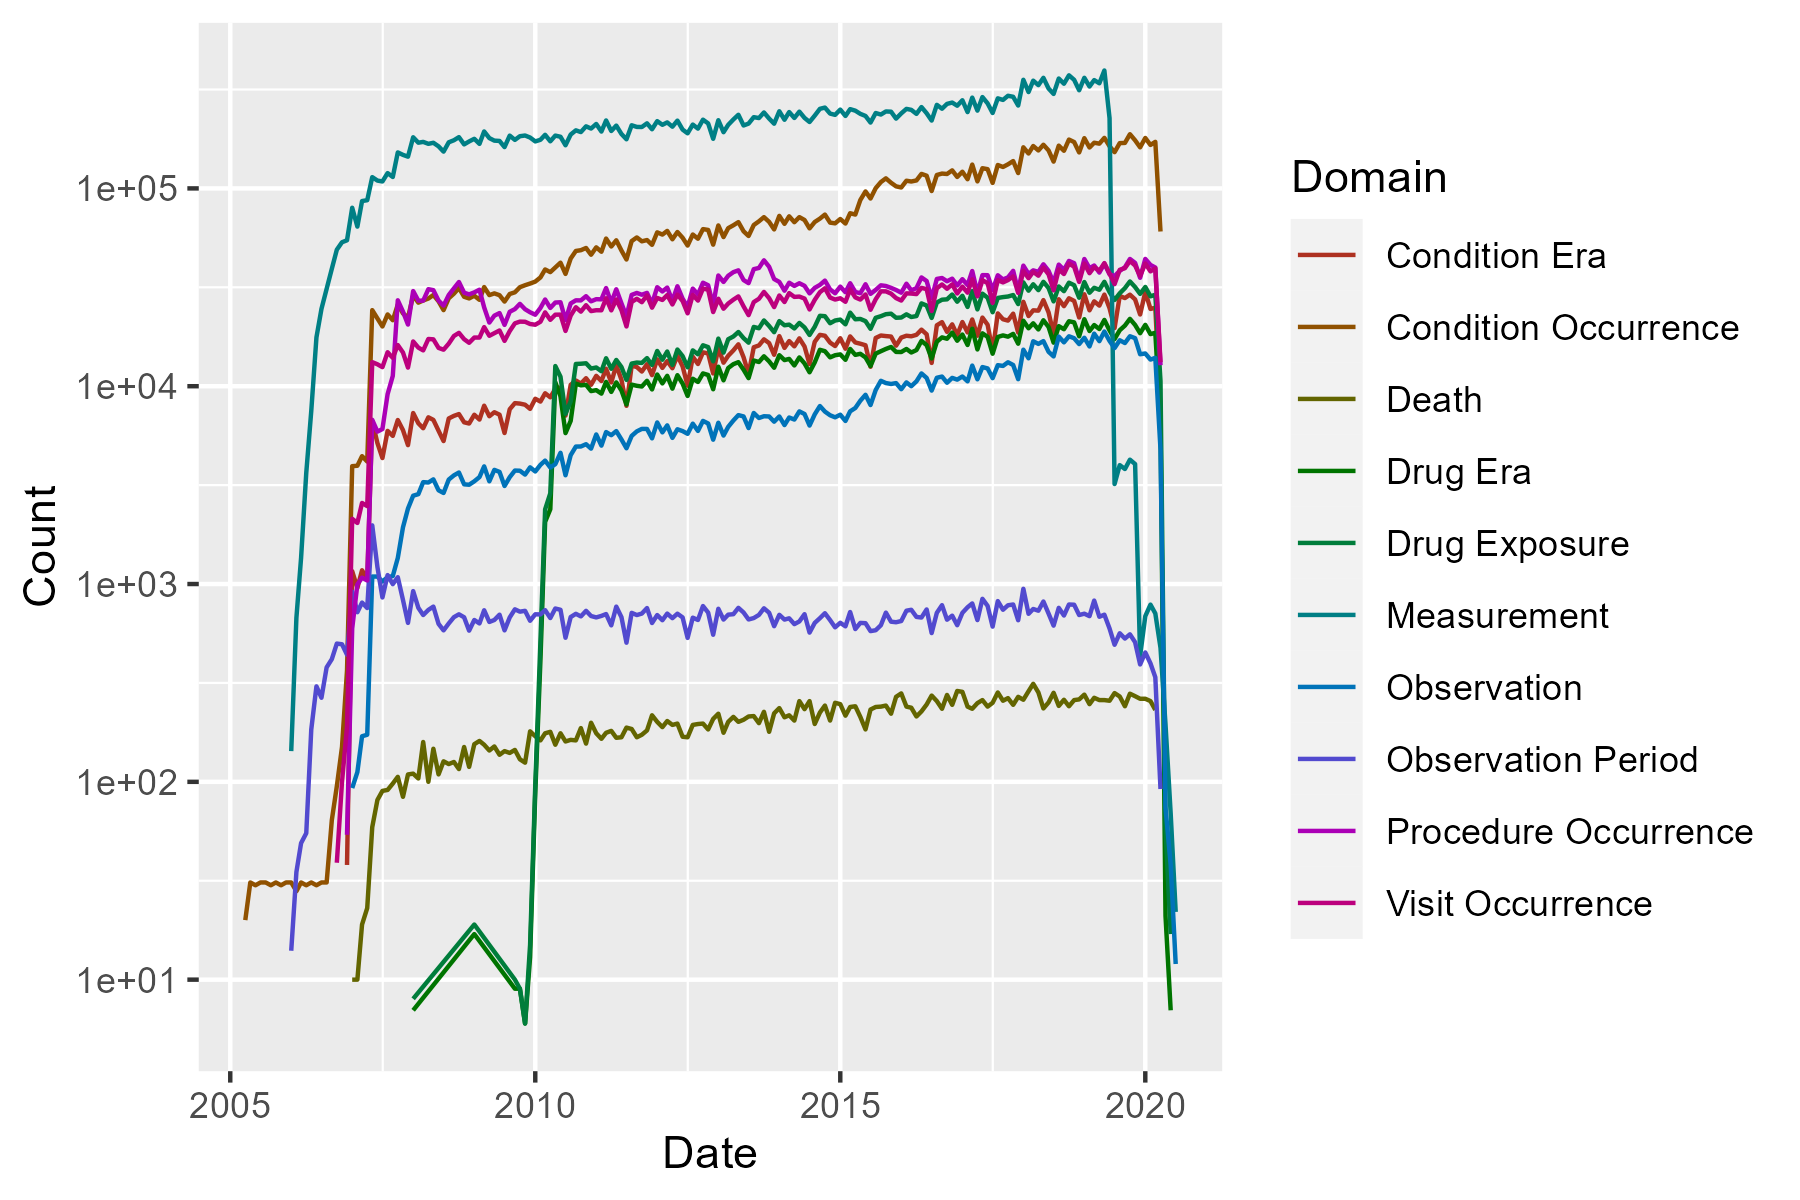 Count
1e+05
1e+04
1e+03
1e+02
1e+01
2005
2010
2015
2020
Date
Domain
Condition Era
Condition Occurrence
Death
Drug Era
Drug Exposure
Measurement
Observation
Observation Period
Procedure Occurrence
Visit Occurrence